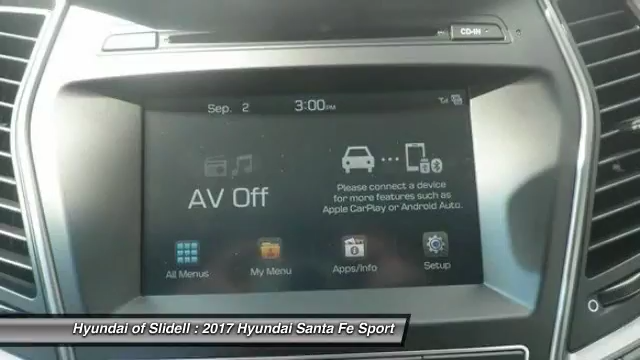 CD-IN
Sep. 2 3:00PM
AV Off
Please connect a device
for more features such as
Apple CarPlay or Android Auto.
All Menus
My Menu
Apps/Info
Setup
Hyundai of Slidell : 2017 Hyundai Santa Fe Sport